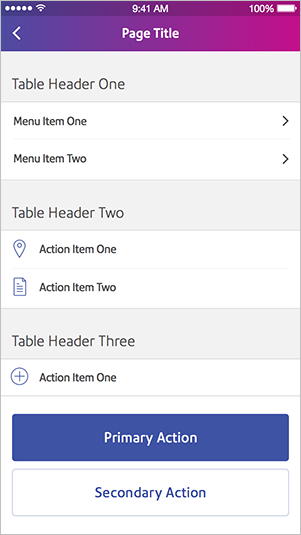 9:41 AM
100%
Page Title
Table Header One
Menu Item One
Menu Item Two
Table Header Two
Action Item One
Action Item Two
Table Header Three
Action Item One
Primary Action
Secondary Action